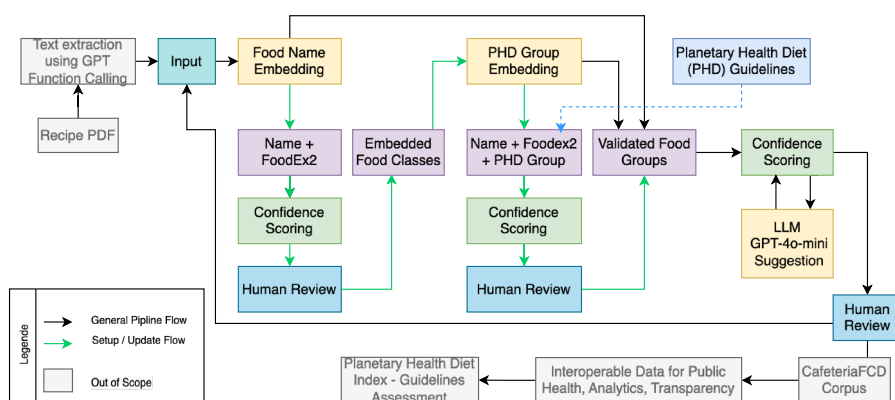 Text extraction
using GPT
Function Calling
Input
Food Name
Embedding
PHD Group
Embedding
Planetary Health Diet
(PHD) Guidelines
Recipe PDF
Name +
FoodEx2
Embedded
Food Classes
Name + Foodex2
+ PHD Group
Validated Food
Groups
Confidence
Scoring
Confidence
Scoring
Confidence
Scoring
LLM
GPT-4o-mini
Suggestion
Human Review
Human Review
Human
Review
Legende
General Pipline Flow
Setup / Update Flow
Out of Scope
Planetary Health Diet
Index - Guidelines
Assessment
Interoperable Data for Public
Health, Analytics, Transparency
CafeteriaFCD
Corpus